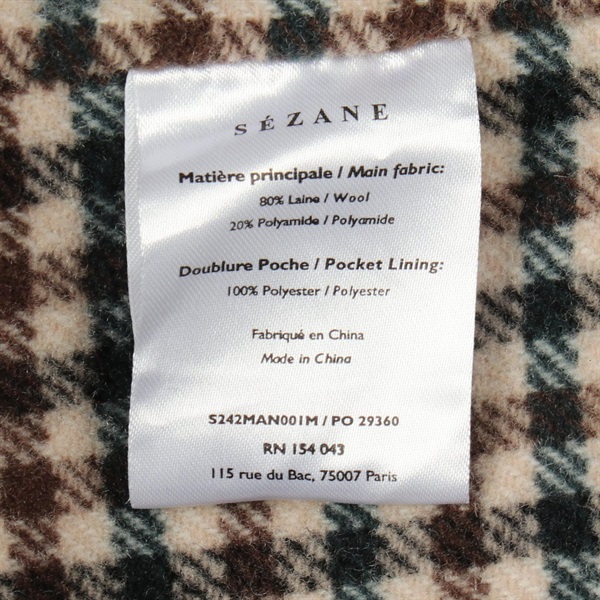 SÉZANE
Matière principale / Main fabric:
80% Laine / Wool
20% Polyamide / Polyamide
Doublure Poche / Pocket Lining:
100% Polyester / Polyester
Fabriqué en China
Made in China
S242MAN001M / PO 29360
RN 154 043
115 rue du Bac, 75007 Paris